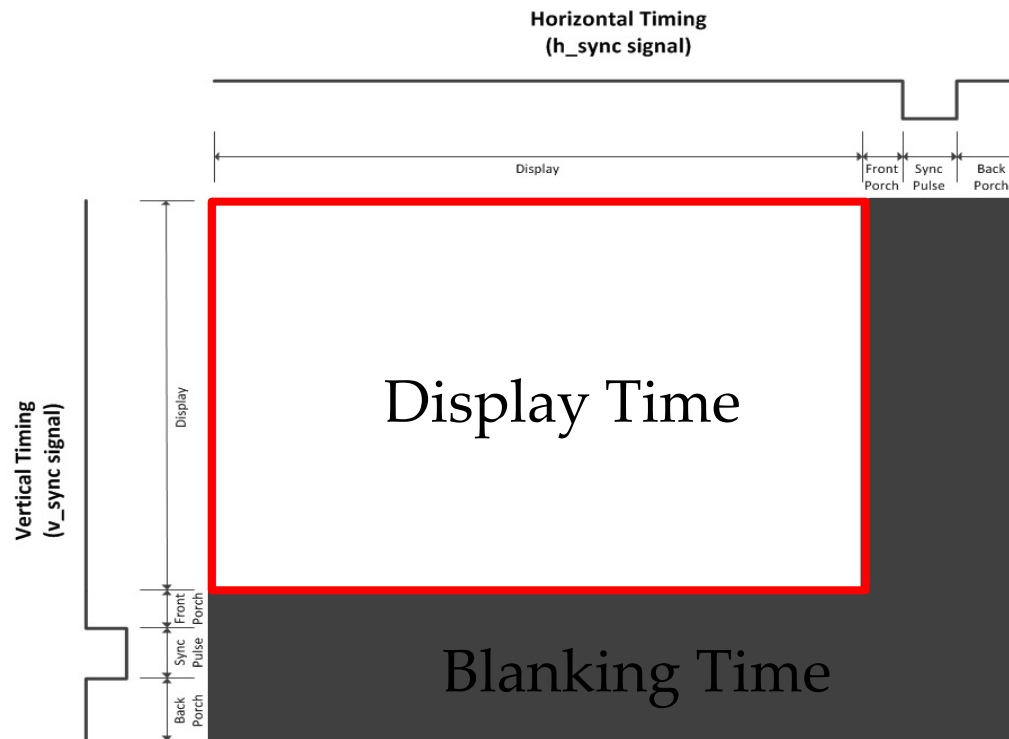 Horizontal Timing
(h_sync signal)
Display
Front
Porch
Sync
Pulse
Back
Porch
Vertical Timing
(v_sync signal)
Display
Display Time
Front
Porch
Sync
Pulse
Back
Porch
Blanking Time